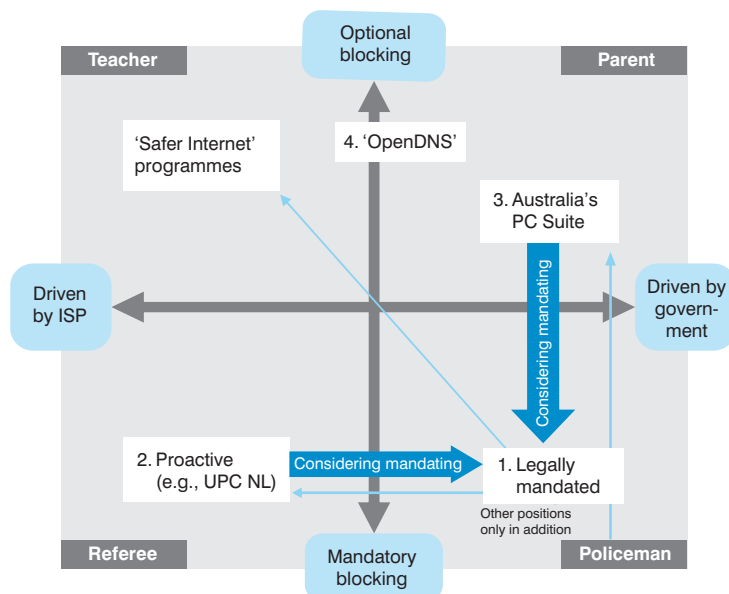 Optional
blocking
Teacher
Parent
'Safer Internet'
programmes
4. 'OpenDNS'
3. Australia's
PC Suite
Considering mandating
Driven
by ISP
Driven by
govern-
ment
2. Proactive
(e.g., UPC NL)
Considering mandating
1. Legally
mandated
Other positions
only in addition
Referee
Mandatory
blocking
Policeman